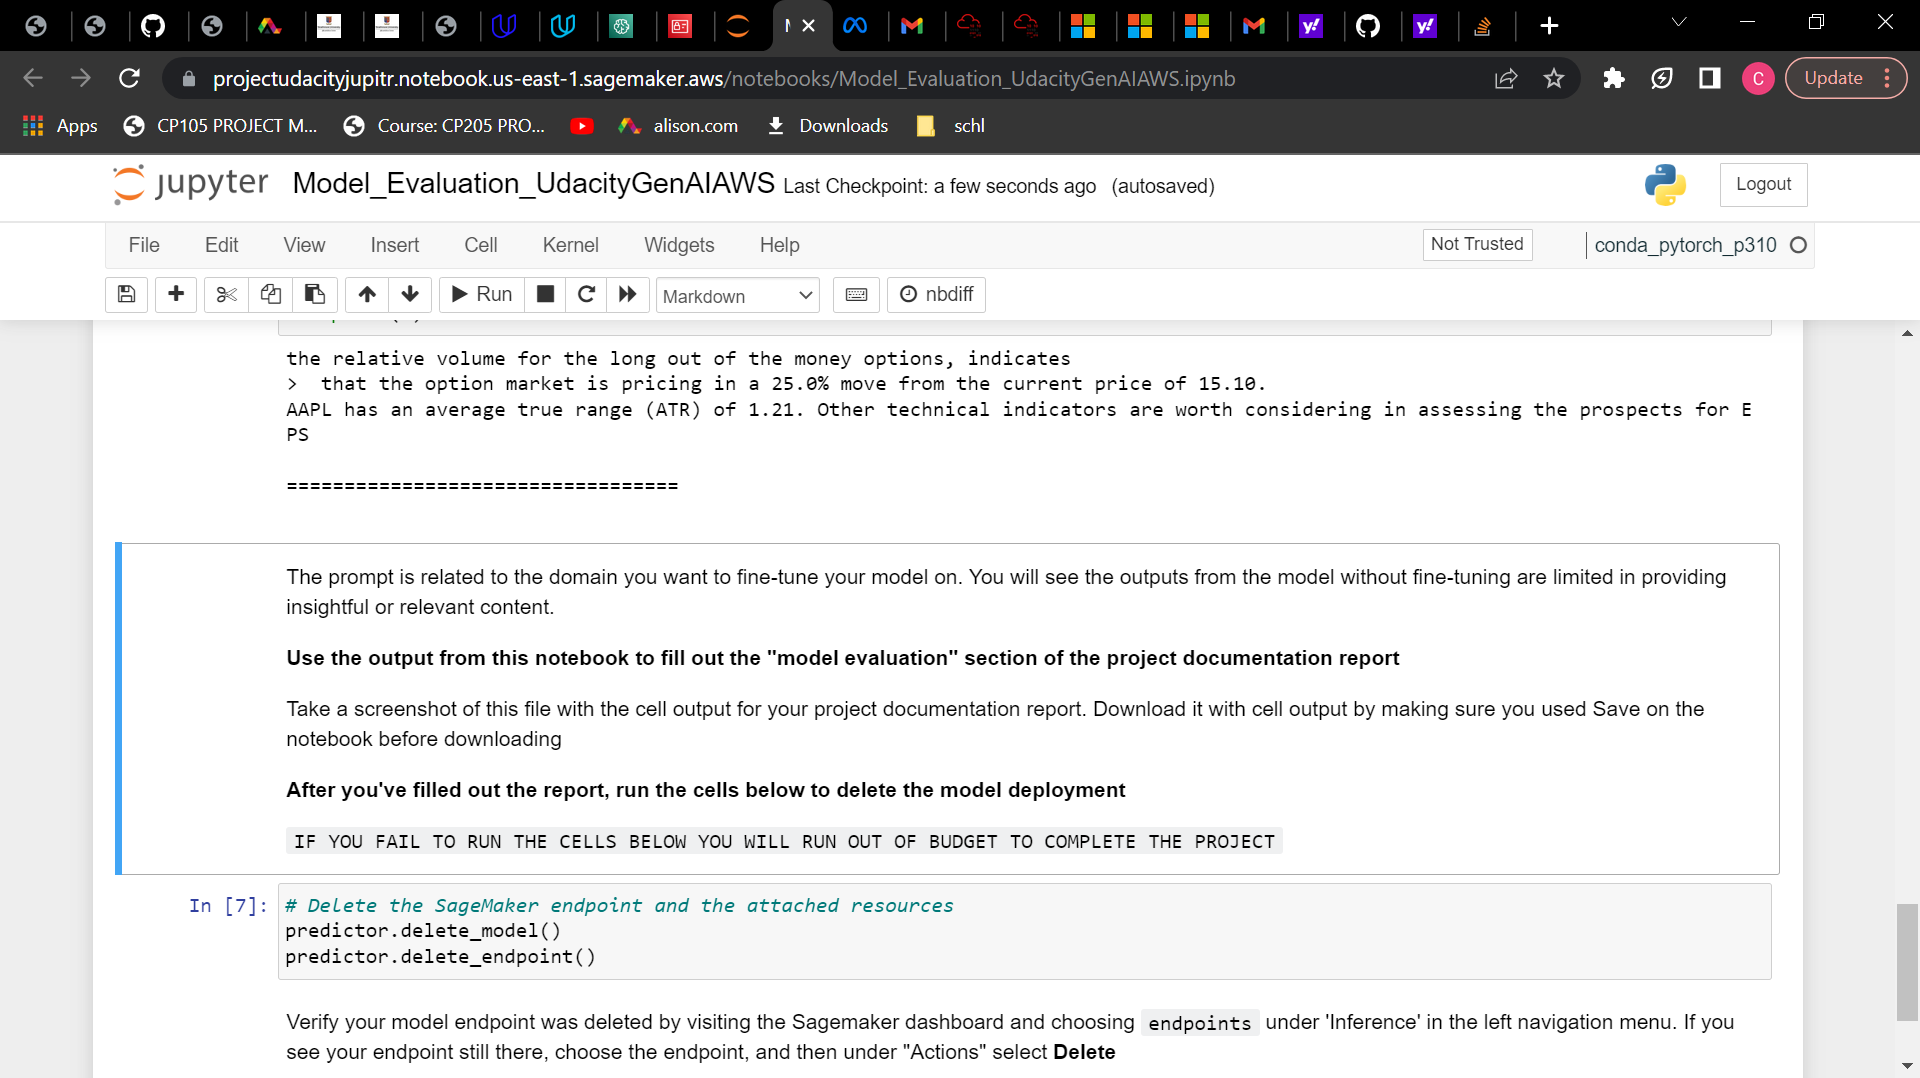 projectudacityjupitr.notebook.us-east-1.sagemaker.aws/notebooks/Model_Evaluation_UdacityGenAIAWS.ipynb
C
Update
Apps
CP105 PROJECT M...
Course: CP205 PRO...
alison.com
Downloads
schl
jupyter Model_Evaluation_UdacityGenAIAWS Last Checkpoint: a few seconds ago (autosaved)
Logout
File Edit View Insert Cell Kernel Widgets Help
Not Trusted
conda_pytorch_p310
Run
Markdown
nbdiff
the relative volume for the long out of the money options, indicates
>  that the option market is pricing in a 25.0% move from the current price of 15.10.
AAPL has an average true range (ATR) of 1.21. Other technical indicators are worth considering in assessing the prospects for E
PS
==================================
The prompt is related to the domain you want to fine-tune your model on. You will see the outputs from the model without fine-tuning are limited in providing
insightful or relevant content.
Use the output from this notebook to fill out the "model evaluation" section of the project documentation report
Take a screenshot of this file with the cell output for your project documentation report. Download it with cell output by making sure you used Save on the
notebook before downloading
After you've filled out the report, run the cells below to delete the model deployment
IF YOU FAIL TO RUN THE CELLS BELOW YOU WILL RUN OUT OF BUDGET TO COMPLETE THE PROJECT
In [7]: # Delete the SageMaker endpoint and the attached resources
predictor.delete_model()
predictor.delete_endpoint()
Verify your model endpoint was deleted by visiting the Sagemaker dashboard and choosing endpoints under 'Inference' in the left navigation menu. If you
see your endpoint still there, choose the endpoint, and then under "Actions" select Delete